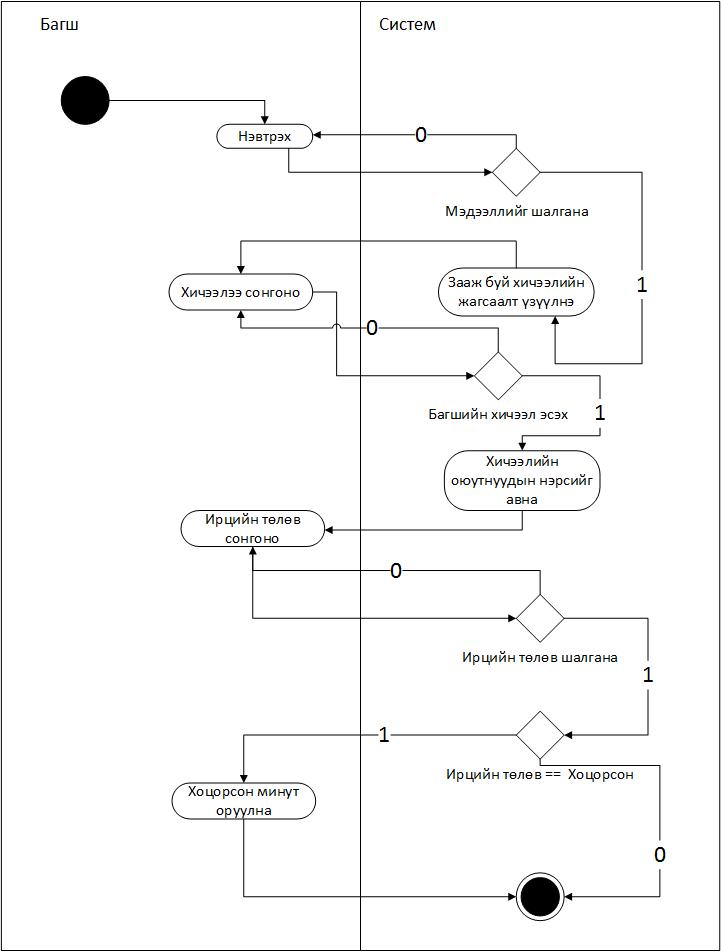 Багш
Систем
Нэвтрэх
0
Мэдээллийг шалгана
Хичээлээ сонгоно
Зааж буй хичээлийн
жагсаалт үзүүлнэ
1
0
Багшийн хичээл эсэх
1
Хичээлийн
оюутнуудын нэрсийг
авна
Ирцийн төлөв
сонгоно
0
Ирцийн төлөв шалгана
1
1
Ирцийн төлөв == Хоцорсон
Хоцорсон минут
оруулна
0